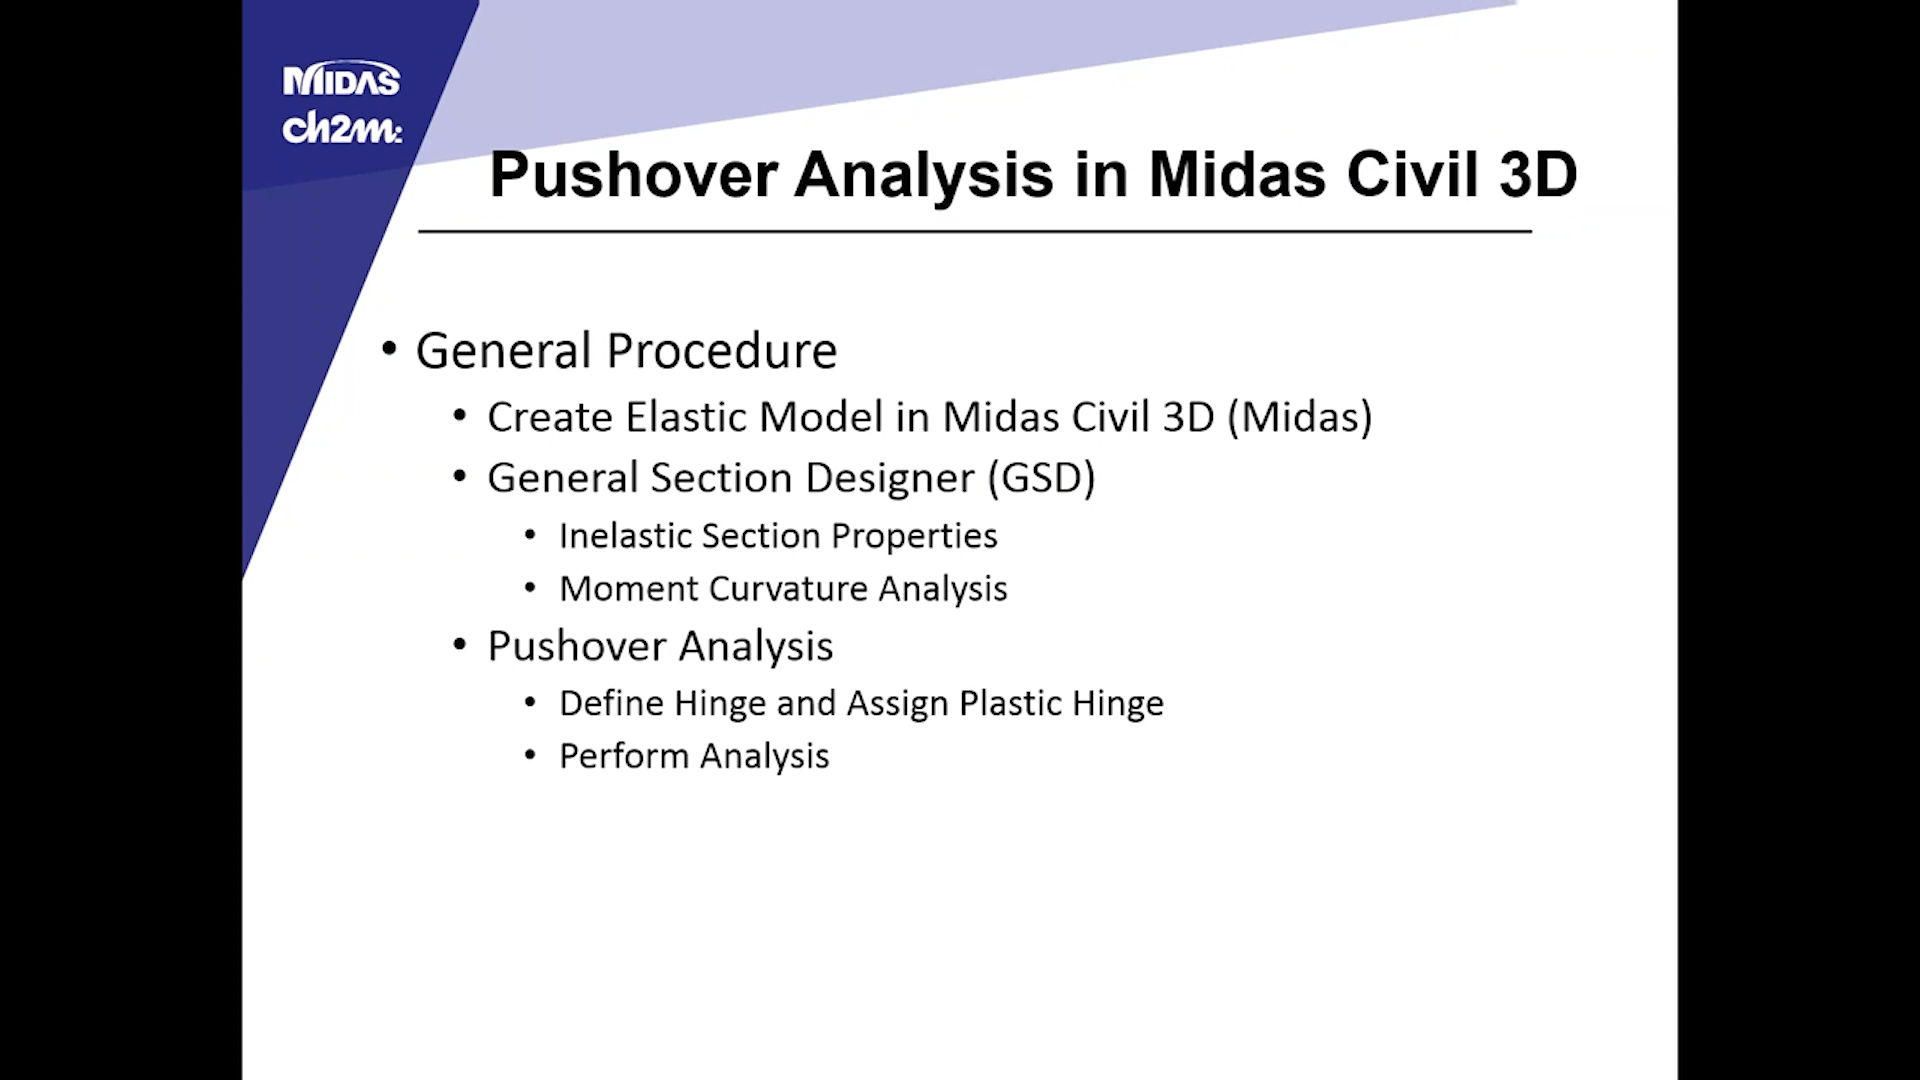 MIDAS
ch2m:
Pushover Analysis in Midas Civil 3D
• General Procedure
• Create Elastic Model in Midas Civil 3D (Midas)
• General Section Designer (GSD)
• Inelastic Section Properties
• Moment Curvature Analysis
• Pushover Analysis
• Define Hinge and Assign Plastic Hinge
• Perform Analysis